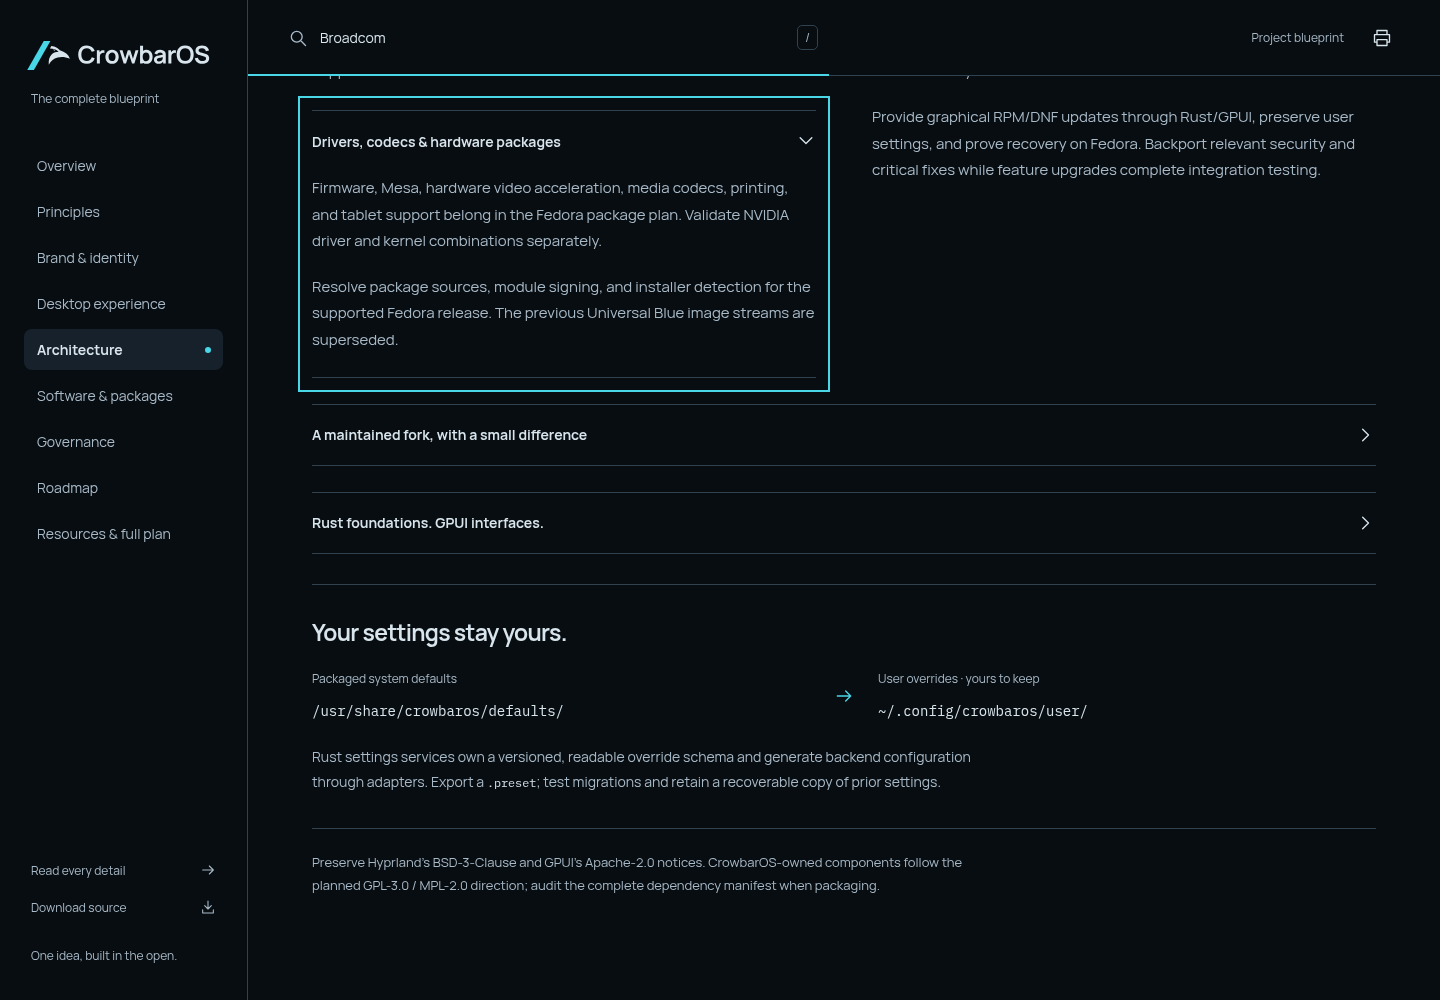 CrowbarOS
The complete blueprint
Overview
Principles
Brand & identity
Desktop experience
Architecture
Software & packages
Governance
Roadmap
Resources & full plan
Read every detail
Download source
One idea, built in the open.
Broadcom
/
Project blueprint
Drivers, codecs & hardware packages
Firmware, Mesa, hardware video acceleration, media codecs, printing,
and tablet support belong in the Fedora package plan. Validate NVIDIA
driver and kernel combinations separately.
Resolve package sources, module signing, and installer detection for the
supported Fedora release. The previous Universal Blue image streams are
superseded.
Provide graphical RPM/DNF updates through Rust/GPUI, preserve user
settings, and prove recovery on Fedora. Backport relevant security and
critical fixes while feature upgrades complete integration testing.
A maintained fork, with a small difference
Rust foundations. GPUI interfaces.
Your settings stay yours.
Packaged system defaults
/usr/share/crowbaros/defaults/
User overrides · yours to keep
~/.config/crowbaros/user/
Rust settings services own a versioned, readable override schema and generate backend configuration
through adapters. Export a .preset; test migrations and retain a recoverable copy of prior settings.
Preserve Hyprland’s BSD-3-Clause and GPUI’s Apache-2.0 notices. CrowbarOS-owned components follow the
planned GPL-3.0 / MPL-2.0 direction; audit the complete dependency manifest when packaging.